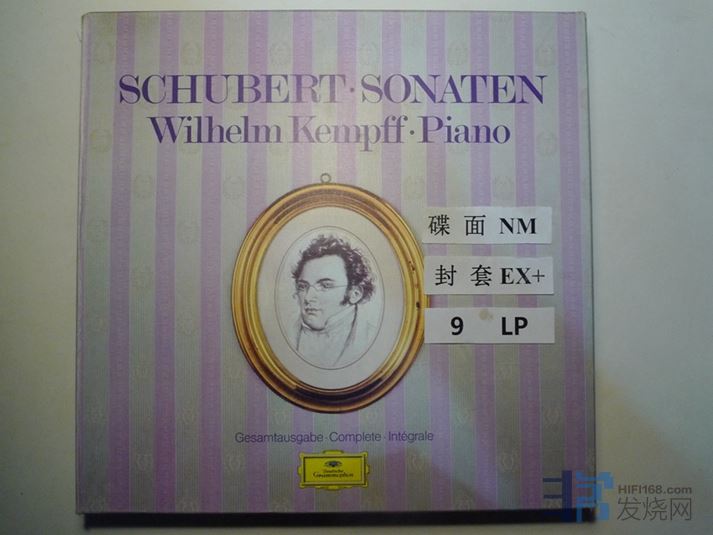 SCHUBERT · SONATEN
Wilhelm Kempff · Piano
碟 面 NM
封 套 EX+
9 LP
Gesamtausgabe · Complete · Intégrale
Deutsche
Grammophon
HIFI168.com
发烧网